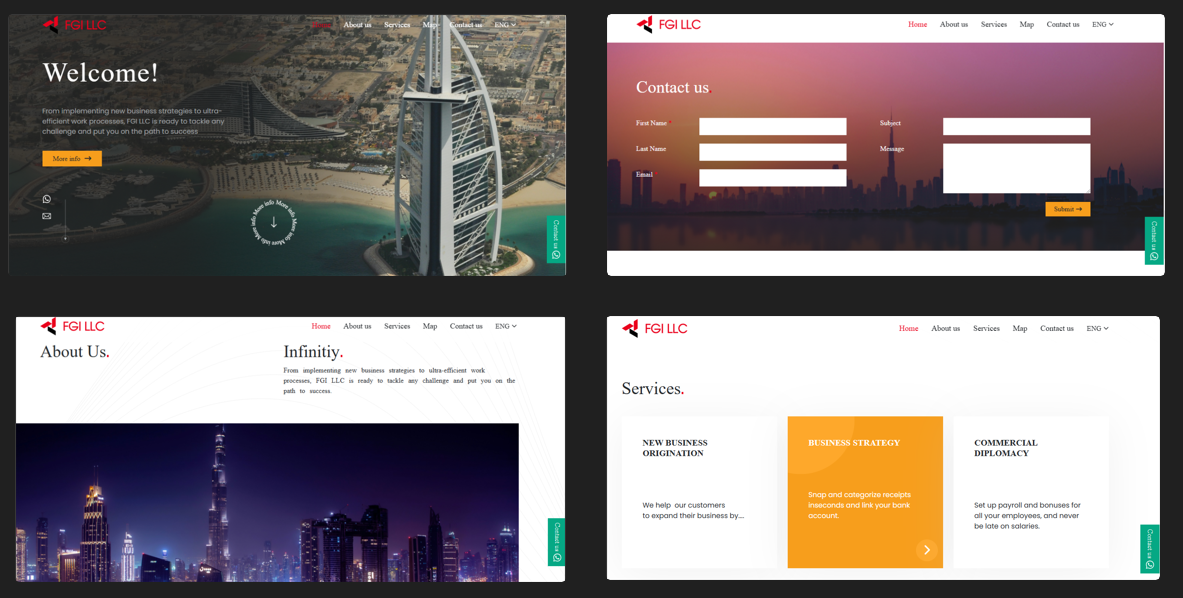 FGI LLC
Home About us Services Map Contact us ENG
Welcome!
From implementing new business strategies to ultra-
efficient work processes, FGI LLC is ready to tackle any
challenge and put you on the path to success
More info →
More info More info More info More info More info
Contact us
FGI LLC
Home About us Services Map Contact us ENG
Contact us.
First Name *
Last Name
Email *
Subject
Message
Submit →
Contact us
FGI LLC
Home About us Services Map Contact us ENG
About Us.
Infinitiy.
From implementing new business strategies to ultra-efficient work
processes, FGI LLC is ready to tackle any challenge and put you on the
path to success.
Contact us
FGI LLC
Home About us Services Map Contact us ENG
Services.
NEW BUSINESS
ORIGINATION
We help our customers
to expand their business by....
BUSINESS STRATEGY
Snap and categorize receipts
inseconds and link your bank
account.
COMMERCIAL
DIPLOMACY
Set up payroll and bonuses for
all your employees, and never
be late on salaries.
Contact us